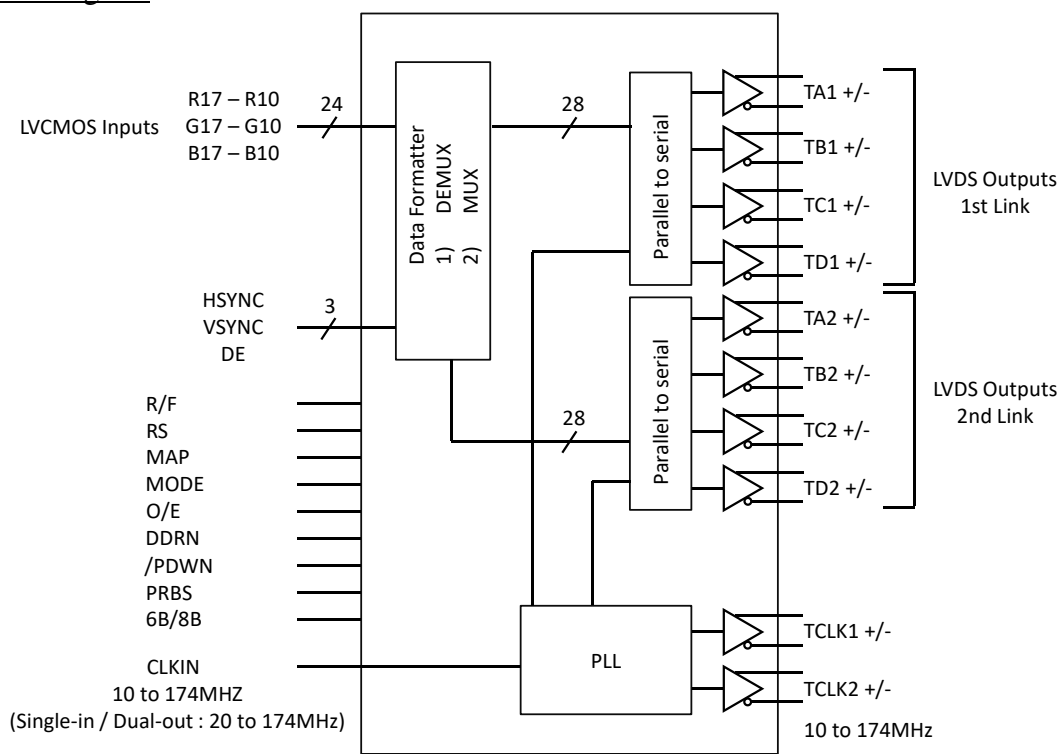 R17 – R10
LVCMOS Inputs
G17 – G10
B17 – B10
24
HSYNC
VSYNC
DE
3
R/F
RS
MAP
MODE
O/E
DDRN
/PDWN
PRBS
6B/8B
CLKIN
10 to 174MHZ
(Single-in / Dual-out : 20 to 174MHz)
Data Formatter
1) DEMUX
2) MUX
28
28
Parallel to serial
Parallel to serial
PLL
TA1 +/-
TB1 +/-
TC1 +/-
TD1 +/-
LVDS Outputs
1st Link
TA2 +/-
TB2 +/-
TC2 +/-
TD2 +/-
LVDS Outputs
2nd Link
TCLK1 +/-
TCLK2 +/-
10 to 174MHz